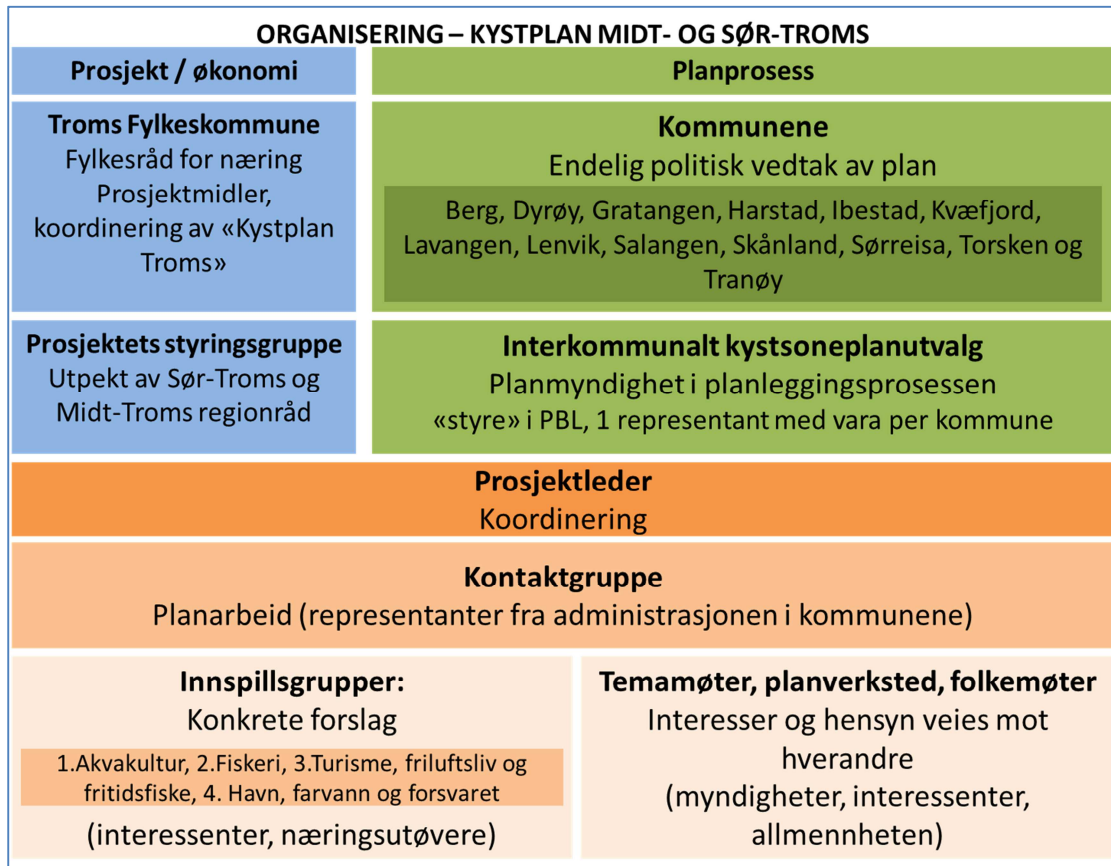 ORGANISERING – KYSTPLAN MIDT- OG SØR-TROMS
Prosjekt / økonomi
Planprosess
Troms Fylkeskommune
Fylkesråd for næring
Prosjektmidler,
koordinering av «Kystplan
Troms»
Kommunene
Endelig politisk vedtak av plan
Berg, Dyrøy, Gratangen, Harstad, Ibestad, Kvæfjord,
Lavangen, Lenvik, Salangen, Skånland, Sørreisa, Torsken og
Tranøy
Prosjektets styringsgruppe
Utpekt av Sør-Troms og
Midt-Troms regionråd
Interkommunalt kystsoneplanutvalg
Planmyndighet i planleggingsprosessen
«styre» i PBL, 1 representant med vara per kommune
Prosjektleder
Koordinering
Kontaktgruppe
Planarbeid (representanter fra administrasjonen i kommunene)
Innspillsgrupper:
Konkrete forslag
1.Akvakultur, 2.Fiskeri, 3.Turisme, friluftsliv og
fritidsfiske, 4. Havn, farvann og forsvaret
(interessenter, næringsutøvere)
Temamøter, planverksted, folkemøter
Interesser og hensyn veies mot
hverandre
(myndigheter, interessenter,
allmennheten)